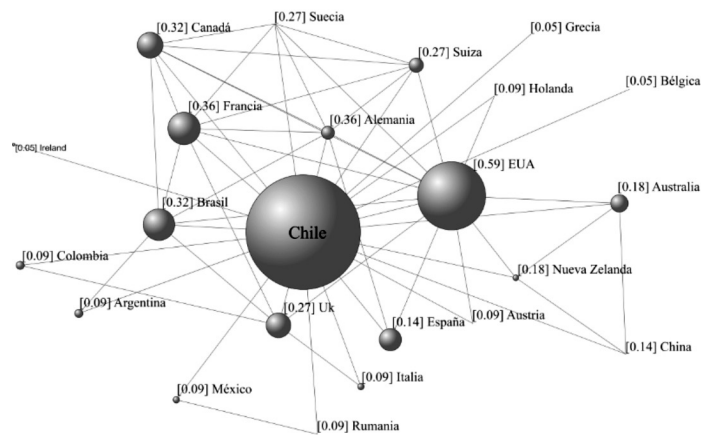 [0.27] Suecia
[0.32] Canadá
[0.05] Grecia
[0.27] Suiza
[0.05] Bélgica
[0.09] Holanda
[0.36] Francia
[0.36] Alemania
[0.05] Ireland
[0.59] EUA
[0.18] Australia
[0.32] Brasil
Chile
[0.09] Colombia
[0.18] Nueva Zelanda
[0.09] Argentina
[0.27] Uk
[0.14] España
[0.09] Austria
[0.14] China
[0.09] Italia
[0.09] México
[0.09] Rumania